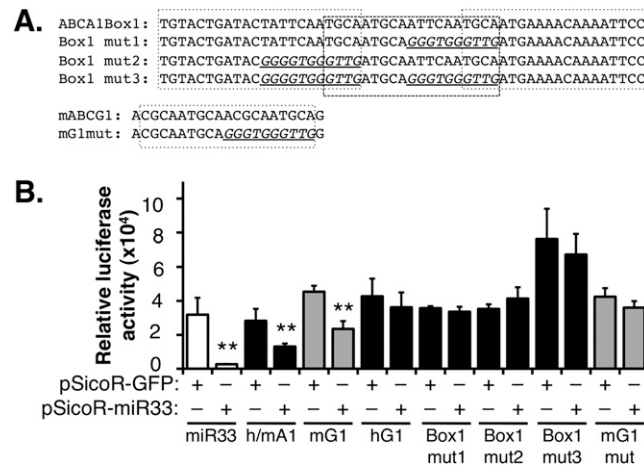 A.
ABCA1Box1: TGTACTGATACTATTCAATGCAATGCAATTCAATGCAATGAAAACAAAATTCC
Box1 mut1: TGTACTGATACTATTCAATGCAATGCAGGGTGGGTTGATGAAAACAAAATTCC
Box1 mut2: TGTACTGATACGGGGTGGGTTGATGCAATTCAATGCAATGAAAACAAAATTCC
Box1 mut3: TGTACTGATACGGGGTGGGTTGATGCAGGGTGGGTTGATGAAAACAAAATTCC
mABCG1: ACGCAATGCAACGCAATGCAG
mG1mut: ACGCAATGCAGGGTGGGTTGG
B.
Relative luciferase activity (x10⁴)
10
8
6
4
2
0
** ** **
pSicoR-GFP: + – + – + – + – + – + – + – + –
pSicoR-miR33: – + – + – + – + – + – + – + – +
miR33 h/mA1 mG1 hG1 Box1 mut1 Box1 mut2 Box1 mut3 mG1 mut